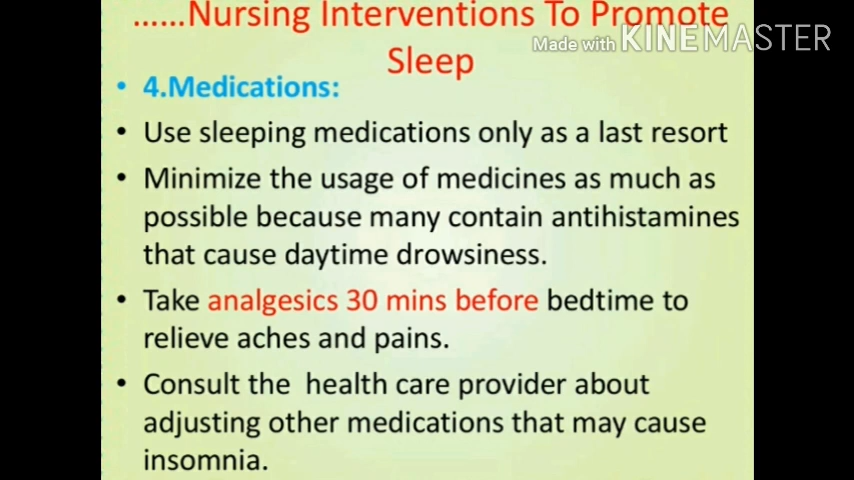 ......Nursing Interventions To Promote
Made with KINEMASTER
Sleep
• 4.Medications:
• Use sleeping medications only as a last resort
• Minimize the usage of medicines as much as
possible because many contain antihistamines
that cause daytime drowsiness.
• Take analgesics 30 mins before bedtime to
relieve aches and pains.
• Consult the health care provider about
adjusting other medications that may cause
insomnia.